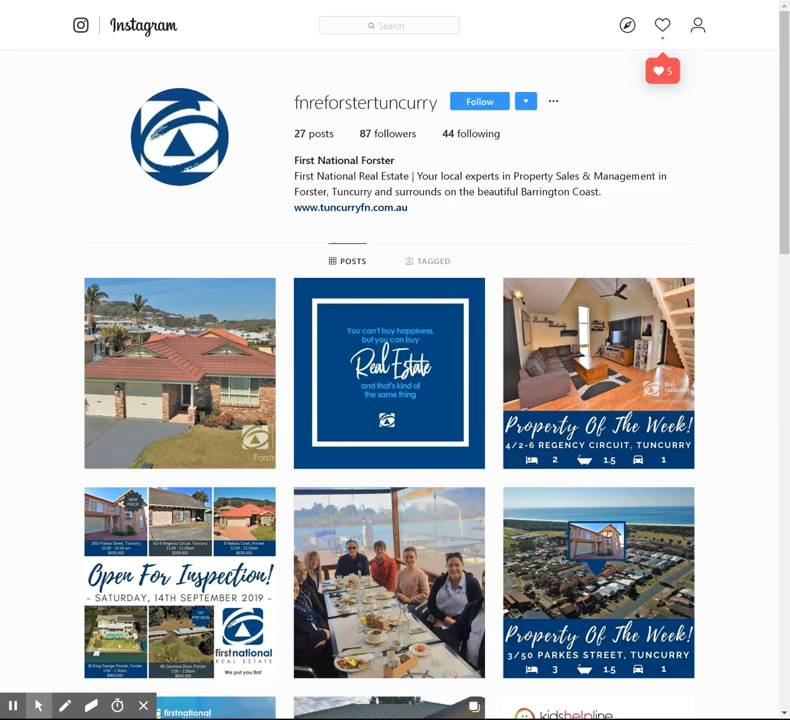 Instagram
Search
5
fnreforstertuncurry
Follow
27 posts 87 followers 44 following
First National Forster
First National Real Estate | Your local experts in Property Sales & Management in
Forster, Tuncurry and surrounds on the beautiful Barrington Coast.
www.tuncurryfn.com.au
POSTS
TAGGED
You can't buy happiness,
but you can buy
Real Estate
and that's kind of
the same thing
first
national
Property Of The Week!
4/2-6 REGENCY CIRCUIT, TUNCURRY
2 1.5 1
NEW
PRICE
OPEN FOR INSPECTION!
- SATURDAY, 14TH SEPTEMBER 2019 -
VIP
PREVIEW
firstnational
REAL ESTATE
We put you first
Property Of The Week!
3/50 PARKES STREET, TUNCURRY
3 1.5 1
firstnational
kidshelpline